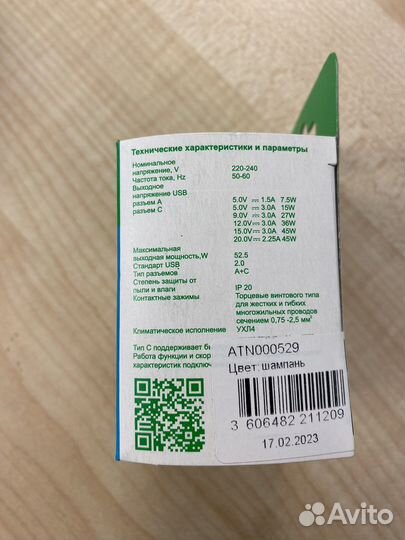 Технические характеристики и параметры
Номинальное
напряжение, V 220-240
Частота тока, Hz 50-60
Выходное
напряжение USB
разъем А 5.0V 1.5A 7.5W
разъем С 5.0V 3.0A 15W
9.0V 3.0A 27W
12.0V 3.0A 36W
15.0V 3.0A 45W
20.0V 2.25A 45W
Максимальная
выходная мощность,W 52.5
Стандарт USB 2.0
Тип разъемов A+C
Степень защиты от
пыли и влаги IP 20
Контактные зажимы Торцевые винтового типа
для жестких и гибких
многожильных проводов
сечением 0,75 -2,5 мм²
Климатическое исполнение УХЛ4
Тип С поддерживает
Работа функции и
характеристик
ATN000529
Цвет:шампань
3 606482 211209
17.02.2023
Avito